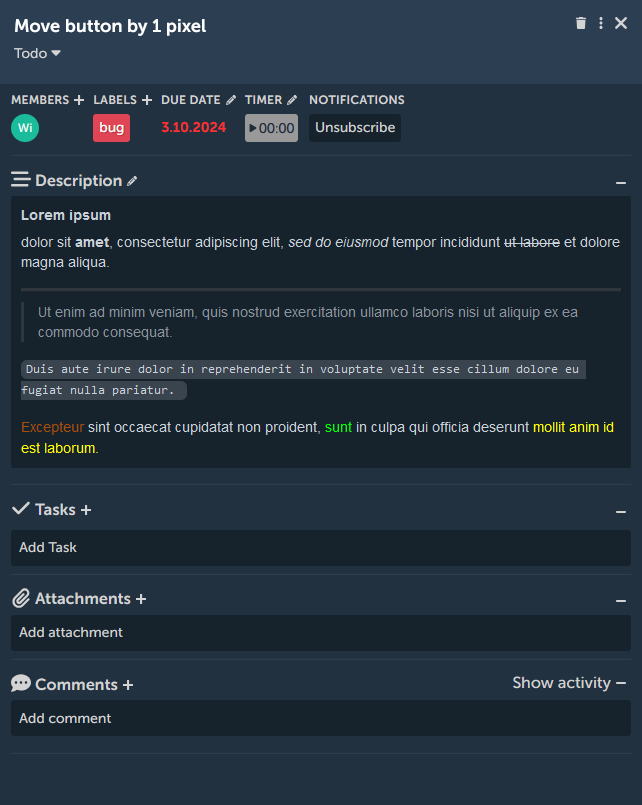 Move button by 1 pixel
Todo
MEMBERS LABELS DUE DATE TIMER NOTIFICATIONS
Wi bug 3.10.2024 00:00 Unsubscribe
Description
Lorem ipsum
dolor sit amet, consectetur adipiscing elit, sed do eiusmod tempor incididunt ut labore et dolore
magna aliqua.
Ut enim ad minim veniam, quis nostrud exercitation ullamco laboris nisi ut aliquip ex ea
commodo consequat.
Duis aute irure dolor in reprehenderit in voluptate velit esse cillum dolore eu
fugiat nulla pariatur.
Excepteur sint occaecat cupidatat non proident, sunt in culpa qui officia deserunt mollit anim id
est laborum.
Tasks
Add Task
Attachments
Add attachment
Comments Show activity
Add comment